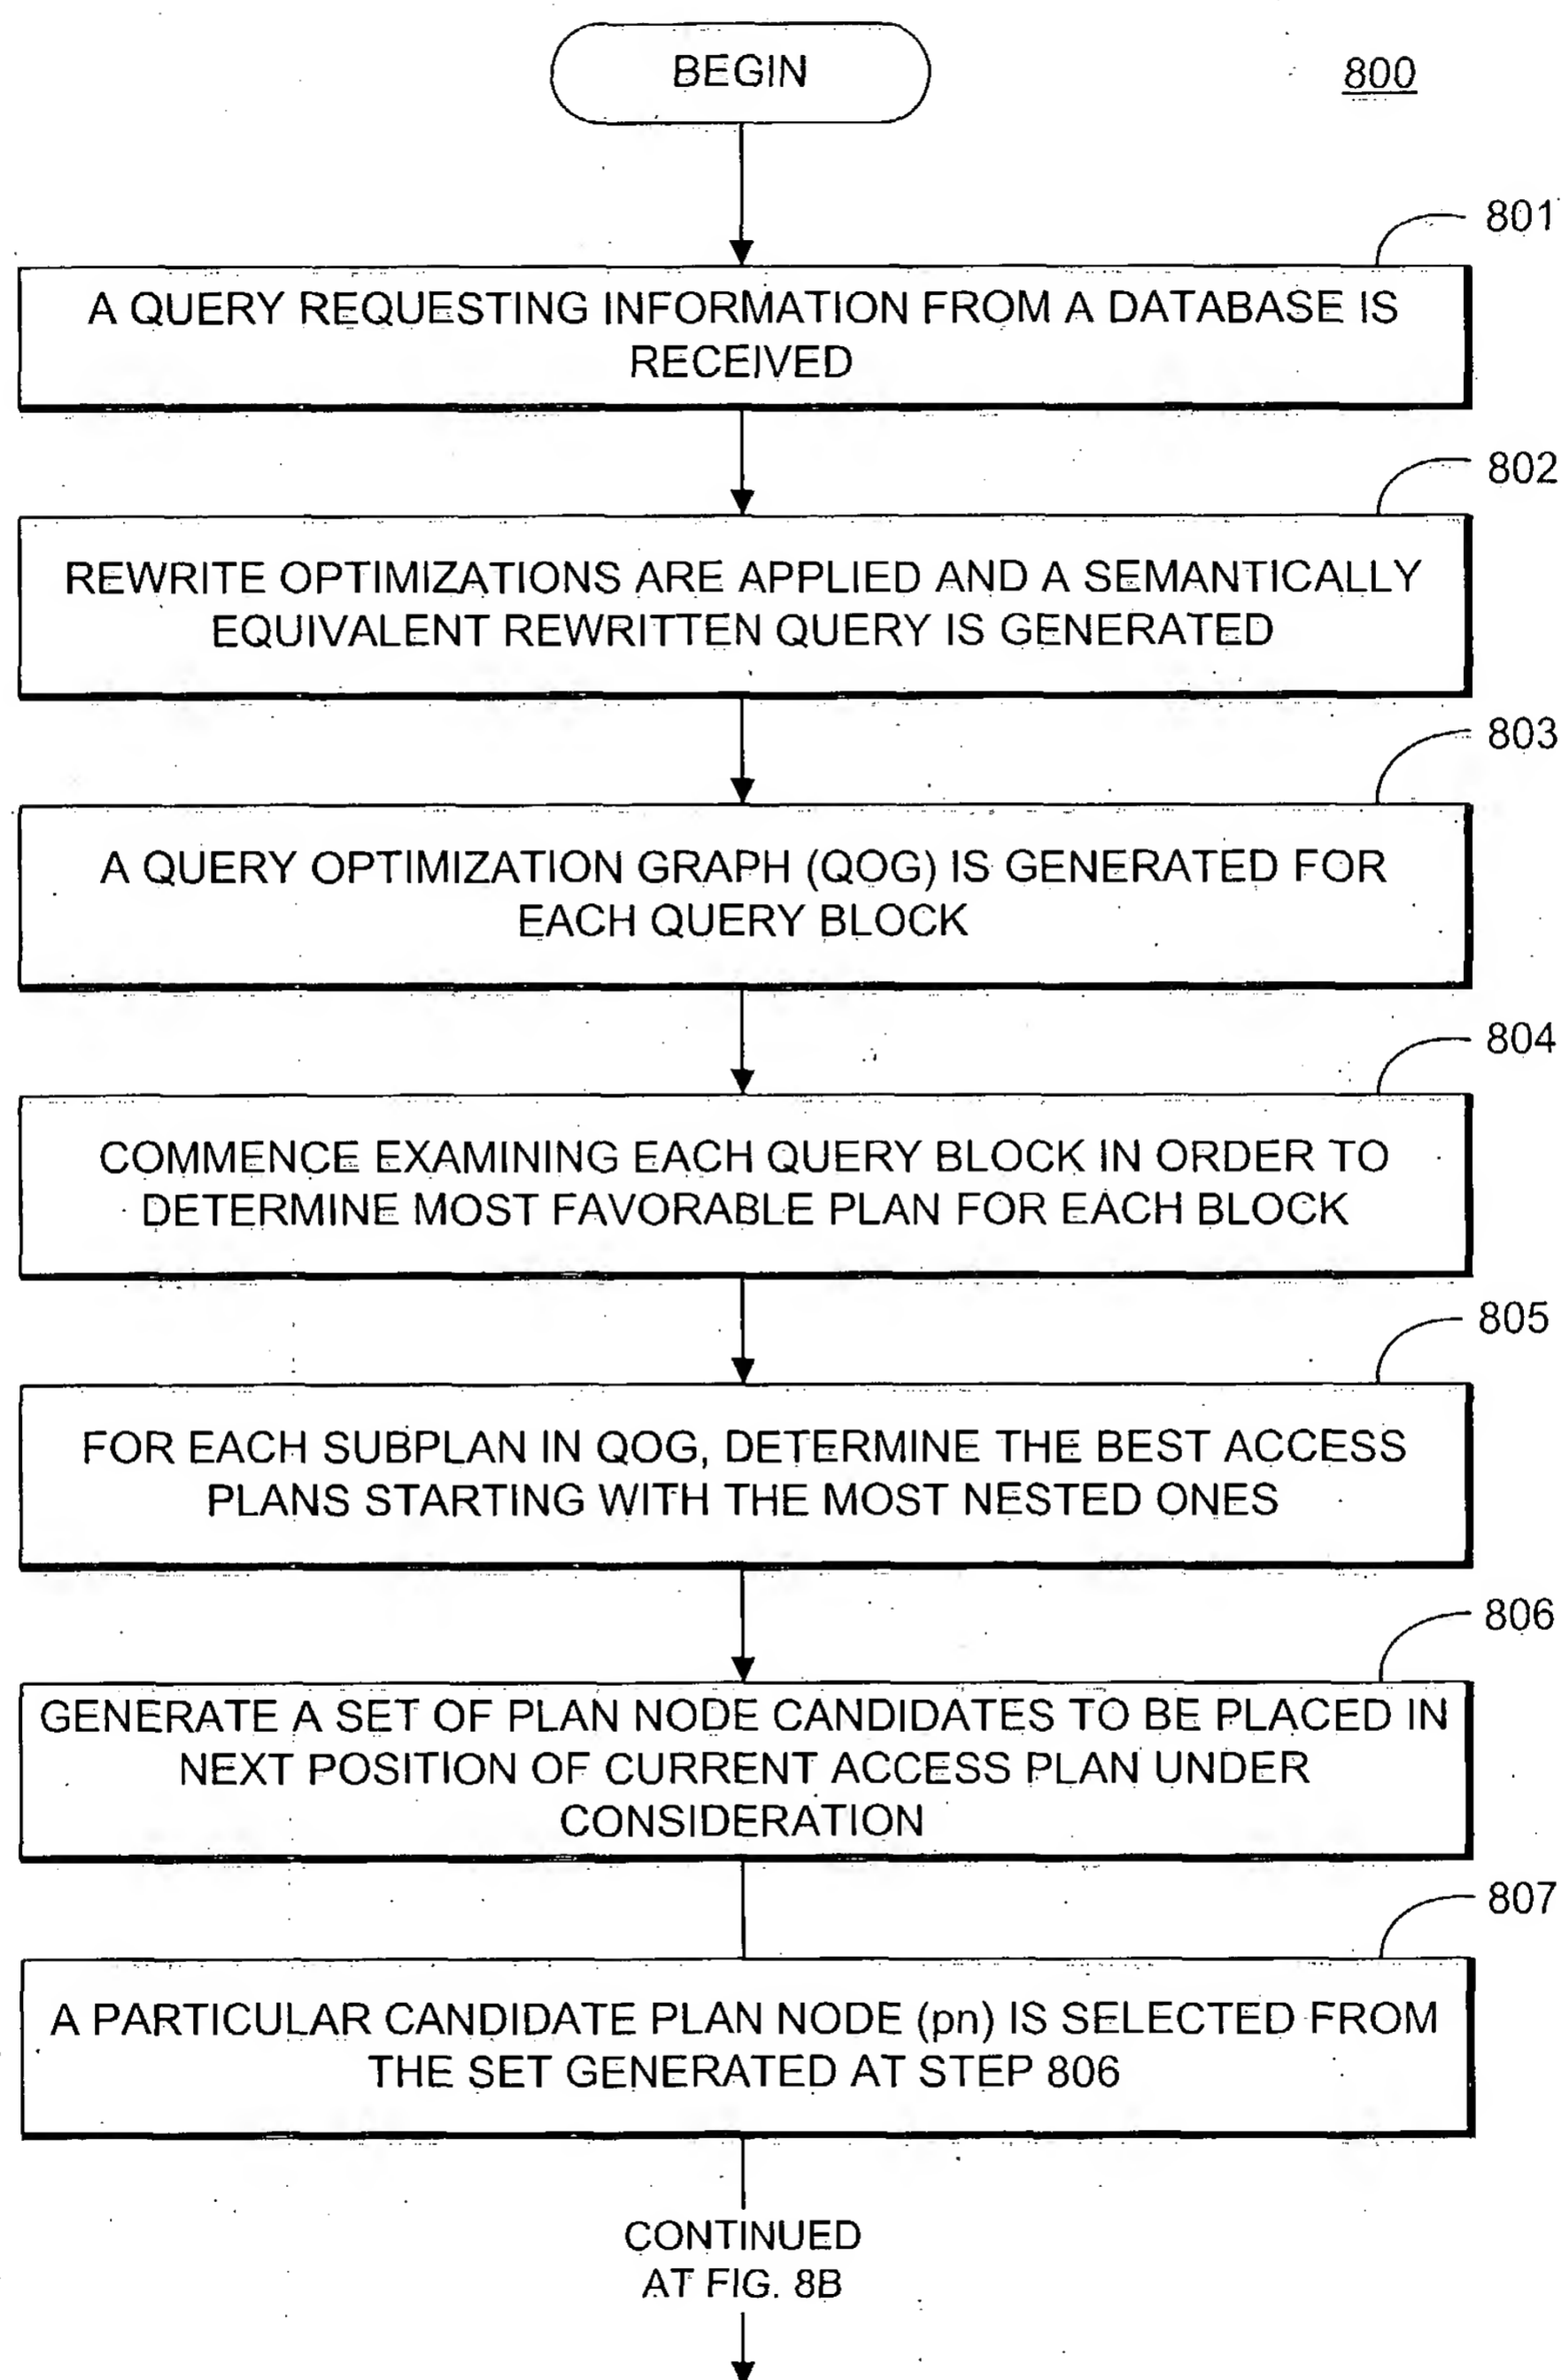 BEGIN
800
801
A QUERY REQUESTING INFORMATION FROM A DATABASE IS
RECEIVED
802
REWRITE OPTIMIZATIONS ARE APPLIED AND A SEMANTICALLY
EQUIVALENT REWRITTEN QUERY IS GENERATED
803
A QUERY OPTIMIZATION GRAPH (QOG) IS GENERATED FOR
EACH QUERY BLOCK
804
COMMENCE EXAMINING EACH QUERY BLOCK IN ORDER TO
DETERMINE MOST FAVORABLE PLAN FOR EACH BLOCK
805
FOR EACH SUBPLAN IN QOG, DETERMINE THE BEST ACCESS
PLANS STARTING WITH THE MOST NESTED ONES
806
GENERATE A SET OF PLAN NODE CANDIDATES TO BE PLACED IN
NEXT POSITION OF CURRENT ACCESS PLAN UNDER
CONSIDERATION
807
A PARTICULAR CANDIDATE PLAN NODE (pn) IS SELECTED FROM
THE SET GENERATED AT STEP 806
CONTINUED
AT FIG. 8B